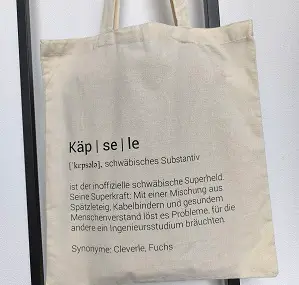 Käp | se | le
[ˈkɛpsələ], schwäbisches Substantiv
ist der inoffizielle schwäbische Superheld.
Seine Superkraft: Mit einer Mischung aus
Spätzleteig, Kabelbindern und gesundem
Menschenverstand löst es Probleme, für die
andere ein Ingenieursstudium bräuchten.
Synonyme: Cleverle, Fuchs